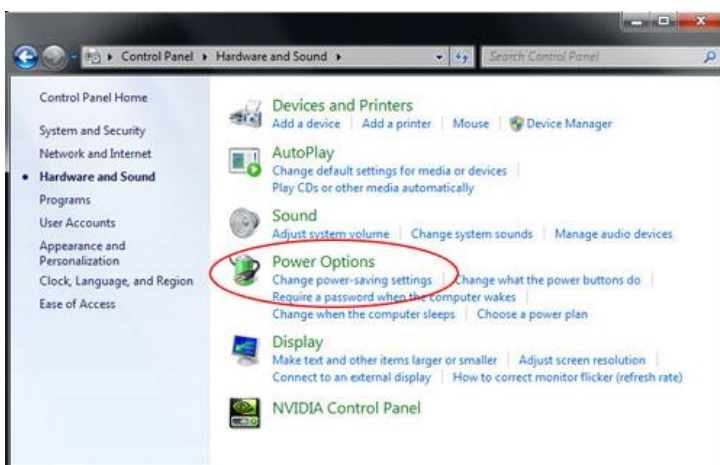 Control Panel Hardware and Sound Search Control Panel
Control Panel Home
System and Security
Network and Internet
Hardware and Sound
Programs
User Accounts
Appearance and
Personalization
Clock, Language, and Region
Ease of Access
Devices and Printers
Add a device Add a printer Mouse Device Manager
AutoPlay
Change default settings for media or devices
Play CDs or other media automatically
Sound
Adjust system volume Change system sounds Manage audio devices
Power Options
Change power-saving settings Change what the power buttons do
Require a password when the computer wakes
Change when the computer sleeps Choose a power plan
Display
Make text and other items larger or smaller Adjust screen resolution
Connect to an external display How to correct monitor flicker (refresh rate)
NVIDIA Control Panel